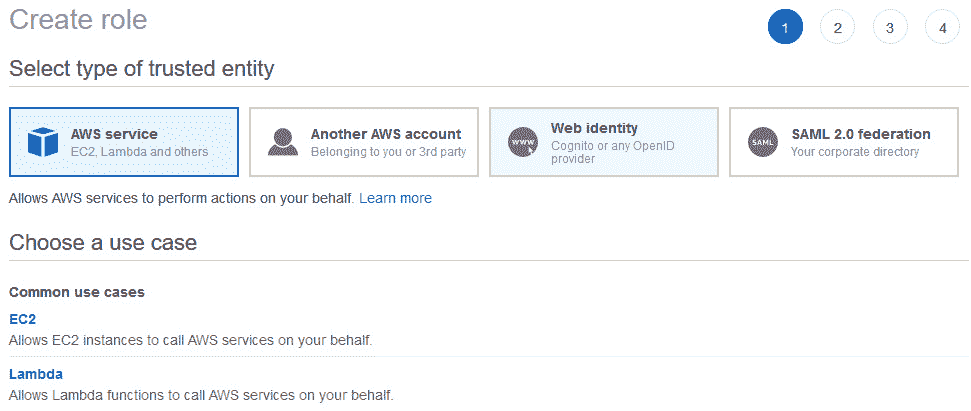 Create role
1 2 3 4
Select type of trusted entity
AWS service
EC2, Lambda and others
Another AWS account
Belonging to you or 3rd party
WWW
Web identity
Cognito or any OpenID
provider
SAML
SAML 2.0 federation
Your corporate directory
Allows AWS services to perform actions on your behalf. Learn more
Choose a use case
Common use cases
EC2
Allows EC2 instances to call AWS services on your behalf.
Lambda
Allows Lambda functions to call AWS services on your behalf.